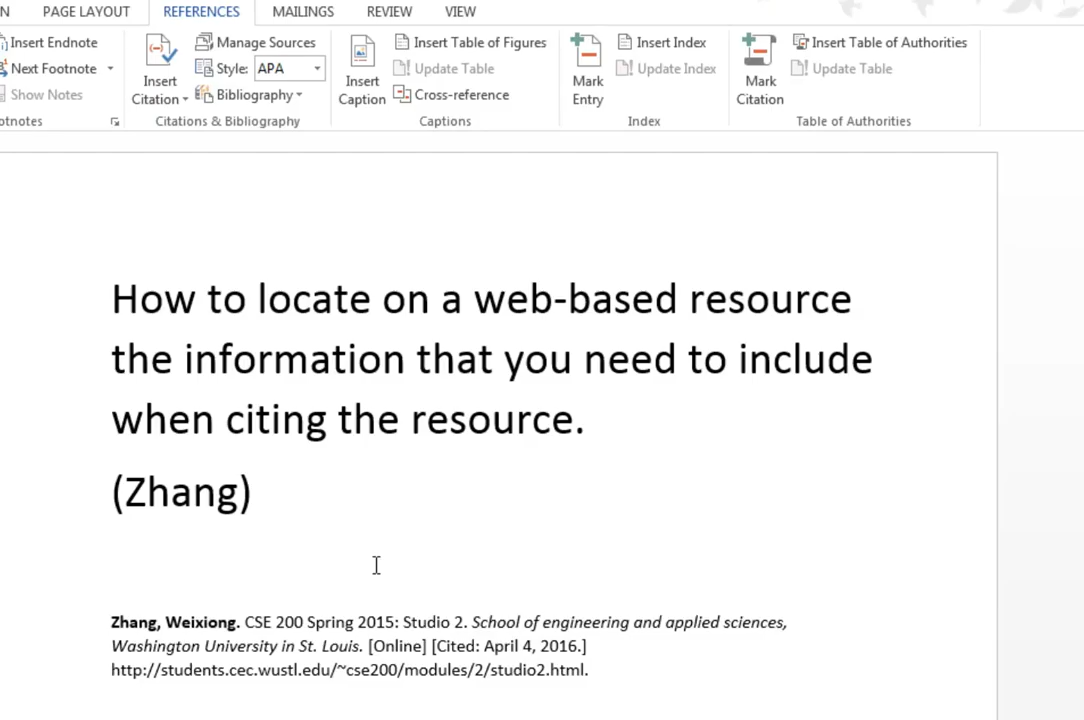 N PAGE LAYOUT REFERENCES MAILINGS REVIEW VIEW
Insert Endnote
Next Footnote
Show Notes
otnotes
Insert Citation
Manage Sources
Style: APA
Bibliography
Citations & Bibliography
Insert Caption
Insert Table of Figures
Update Table
Cross-reference
Captions
Mark Entry
Insert Index
Update Index
Index
Mark Citation
Insert Table of Authorities
Update Table
Table of Authorities
How to locate on a web-based resource
the information that you need to include
when citing the resource.
(Zhang)
Zhang, Weixiong. CSE 200 Spring 2015: Studio 2. School of engineering and applied sciences,
Washington University in St. Louis. [Online] [Cited: April 4, 2016.]
http://students.cec.wustl.edu/~cse200/modules/2/studio2.html.